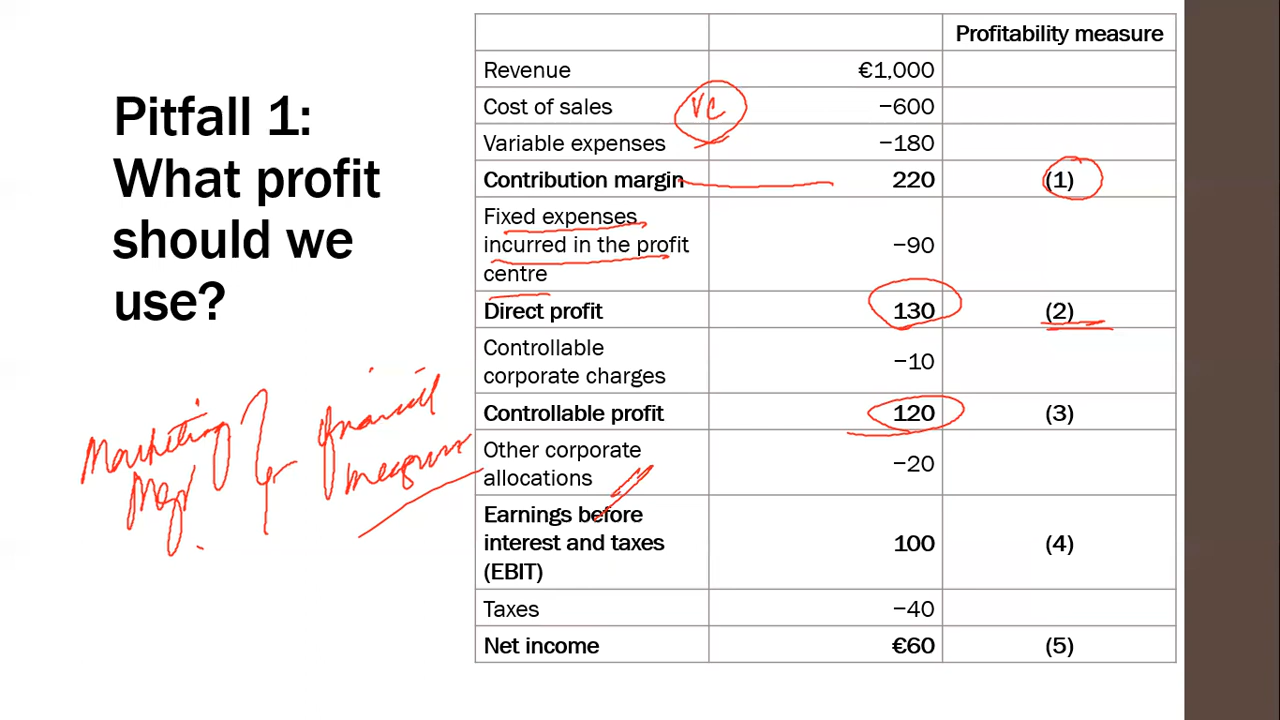 Pitfall 1:
What profit
should we
use?
Profitability measure
Revenue €1,000
Cost of sales VC −600
Variable expenses −180
Contribution margin 220 (1)
Fixed expenses
incurred in the profit −90
centre
Direct profit 130 (2)
Controllable
corporate charges −10
Controllable profit 120 (3)
Other corporate
allocations −20
Earnings before
interest and taxes 100 (4)
(EBIT)
Taxes −40
Net income €60 (5)
Marketing
Mgr
financial
measures